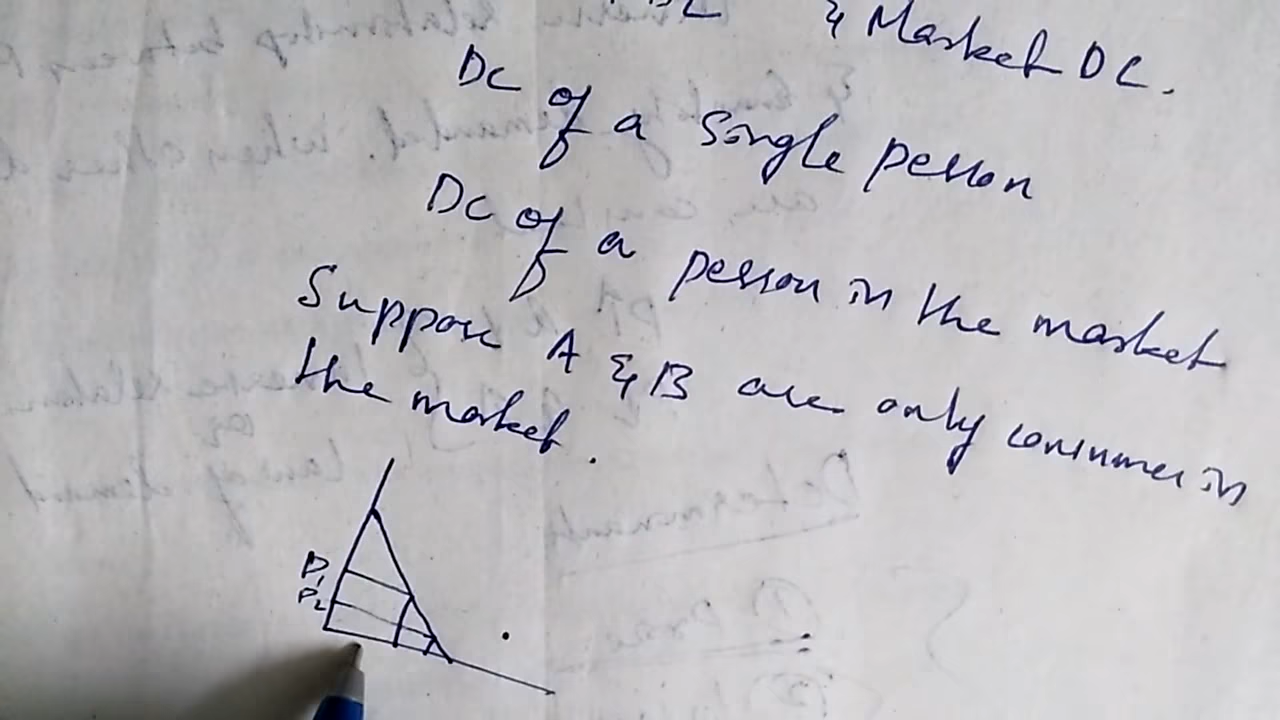 & Market DC.
DC of a single person
DC of a person in the market
Suppose A & B are only consumer in
the market.
P1
P2